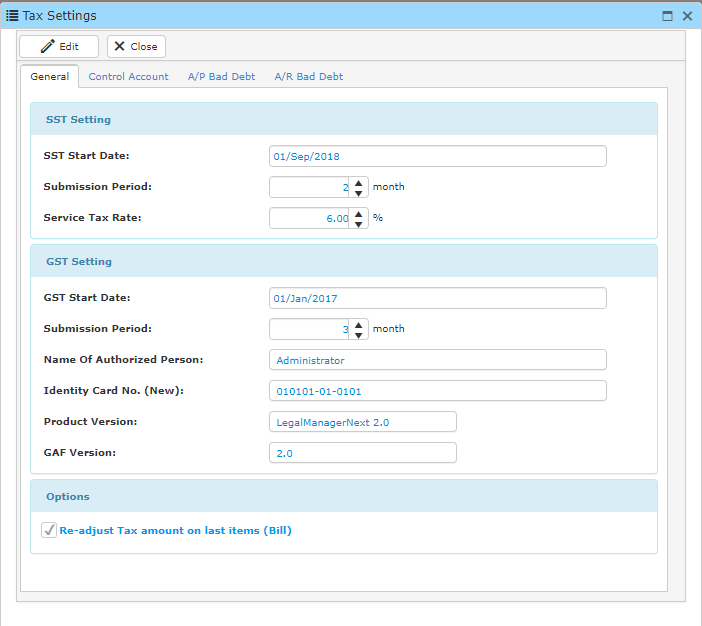 Tax Settings
Edit Close
General Control Account A/P Bad Debt A/R Bad Debt
SST Setting
SST Start Date: 01/Sep/2018
Submission Period: 2 month
Service Tax Rate: 6.00 %
GST Setting
GST Start Date: 01/Jan/2017
Submission Period: 3 month
Name Of Authorized Person: Administrator
Identity Card No. (New): 010101-01-0101
Product Version: LegalManagerNext 2.0
GAF Version: 2.0
Options
Re-adjust Tax amount on last items (Bill)